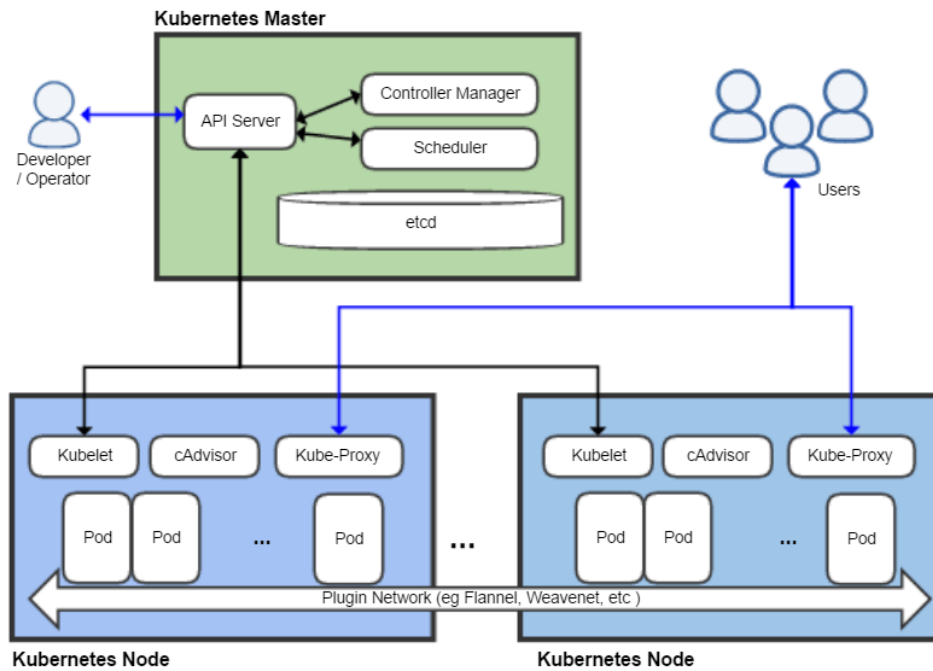 Kubernetes Master
API Server
Controller Manager
Scheduler
etcd
Developer
/ Operator
Users
Kubelet
cAdvisor
Kube-Proxy
Pod
Pod
...
Pod
...
Kubelet
cAdvisor
Kube-Proxy
Pod
Pod
...
Pod
Plugin Network (eg Flannel, Weavenet, etc )
Kubernetes Node
Kubernetes Node